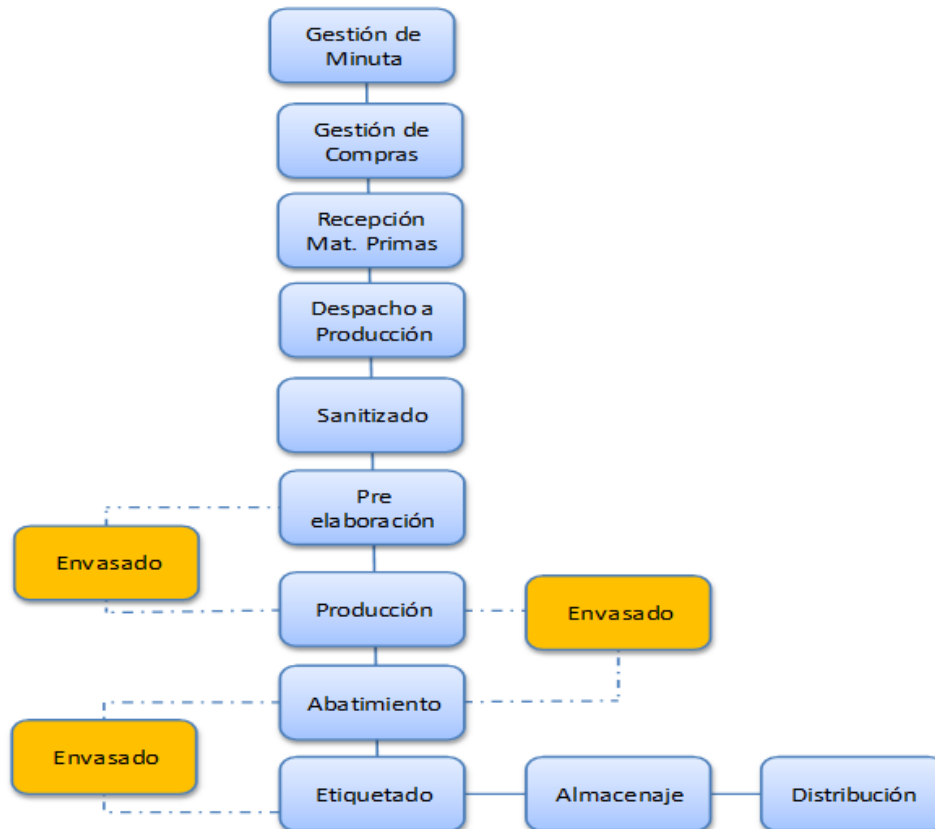 Gestión de
Minuta
Gestión de
Compras
Recepción
Mat. Primas
Despacho a
Producción
Sanitizado
Pre
elaboración
Envasado
Producción
Envasado
Abatimiento
Envasado
Etiquetado
Almacenaje
Distribución